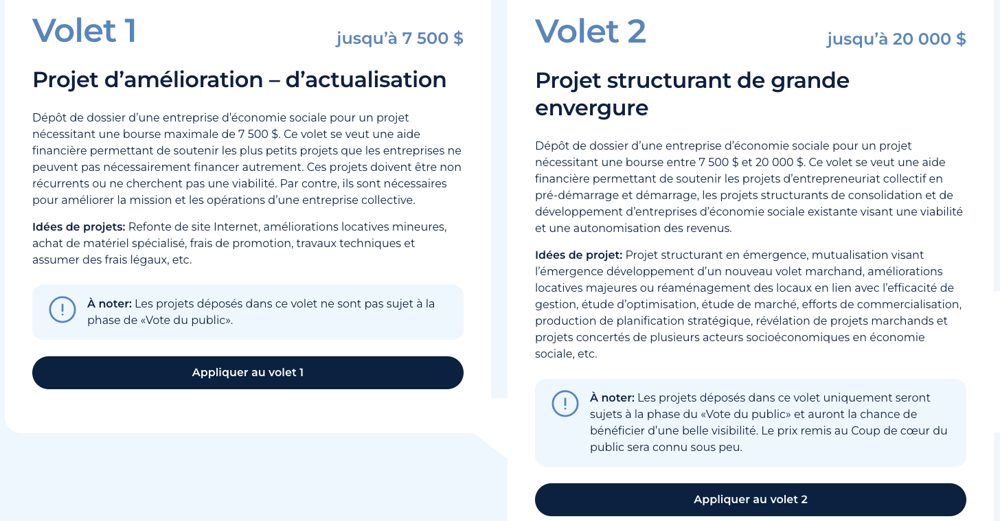 Volet 1
jusqu’à 7 500 $
Projet d’amélioration – d’actualisation
Dépôt de dossier d’une entreprise d’économie sociale pour un projet
nécessitant une bourse maximale de 7 500 $. Ce volet se veut une aide
financière permettant de soutenir les plus petits projets que les entreprises ne
peuvent pas nécessairement financer autrement. Ces projets doivent être non
récurrents ou ne cherchent pas une viabilité. Par contre, ils sont nécessaires
pour améliorer la mission et les opérations d’une entreprise collective.
Idées de projets: Refonte de site Internet, améliorations locatives mineures,
achat de matériel spécialisé, frais de promotion, travaux techniques et
assumer des frais légaux, etc.
À noter: Les projets déposés dans ce volet ne sont pas sujet à la
phase de «Vote du public».
Appliquer au volet 1
Volet 2
jusqu’à 20 000 $
Projet structurant de grande
envergure
Dépôt de dossier d’une entreprise d’économie sociale pour un projet
nécessitant une bourse entre 7 500 $ et 20 000 $. Ce volet se veut une aide
financière permettant de soutenir les projets d’entrepreneuriat collectif en
pré-démarrage et démarrage, les projets structurants de consolidation et de
développement d’entreprises d’économie sociale existante visant une viabilité
et une autonomisation des revenus.
Idées de projet: Projet structurant en émergence, mutualisation visant
l’émergence développement d’un nouveau volet marchand, améliorations
locatives majeures ou réaménagement des locaux en lien avec l’efficacité de
gestion, étude d’optimisation, étude de marché, efforts de commercialisation,
production de planification stratégique, révélation de projets marchands et
projets concertés de plusieurs acteurs socioéconomiques en économie
sociale, etc.
À noter: Les projets déposés dans ce volet uniquement seront
sujets à la phase du «Vote du public» et auront la chance de
bénéficier d’une belle visibilité. Le prix remis au Coup de cœur du
public sera connu sous peu.
Appliquer au volet 2